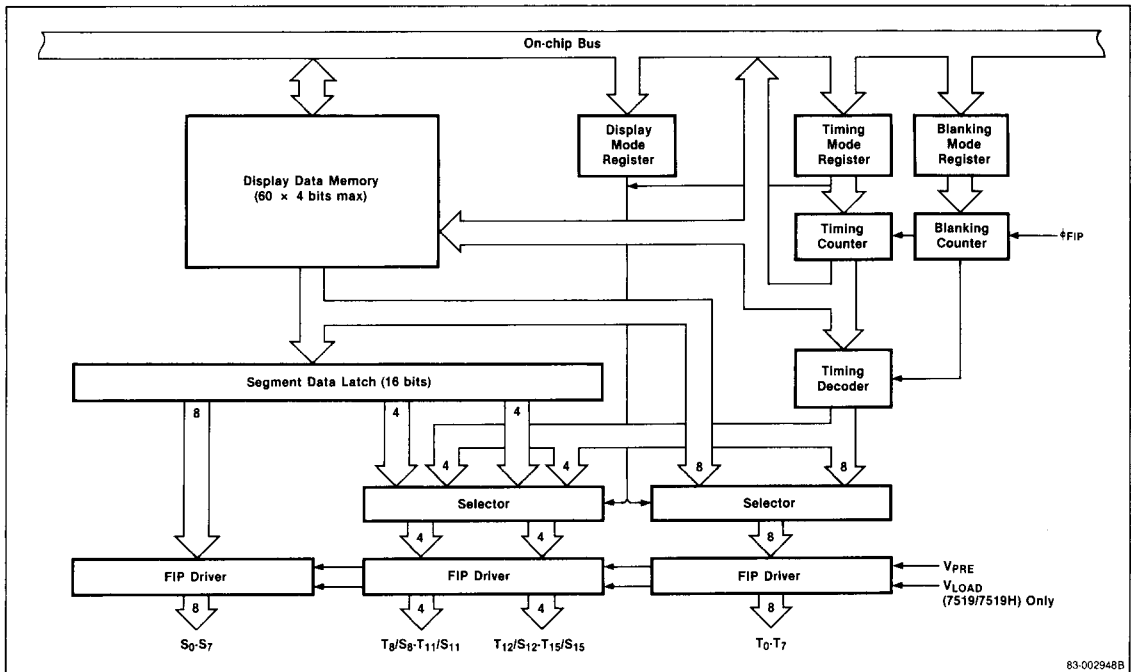 On-chip Bus
Display Data Memory
(60 × 4 bits max)
Display
Mode
Register
Timing
Mode
Register
Blanking
Mode
Register
Timing
Counter
Blanking
Counter
ϕFIP
Timing
Decoder
Segment Data Latch (16 bits)
8
4
4
4
4
8
8
Selector
Selector
4
4
8
FIP Driver
FIP Driver
FIP Driver
VPRE
VLOAD
(7519/7519H) Only
8
4
4
8
S0-S7
T8/S8-T11/S11
T12/S12-T15/S15
T0-T7
83-002948B